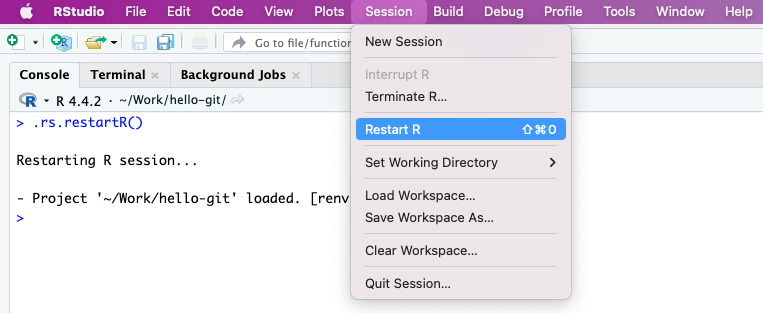 RStudio File Edit Code View Plots Session Build Debug Profile Tools Window Help
Go to file/function
Console Terminal Background Jobs
R R 4.4.2 · ~/Work/hello-git/
> .rs.restartR()
Restarting R session...
- Project '~/Work/hello-git' loaded. [renv
>
New Session
Interrupt R
Terminate R...
Restart R ⇧⌘0
Set Working Directory
Load Workspace...
Save Workspace As...
Clear Workspace...
Quit Session...